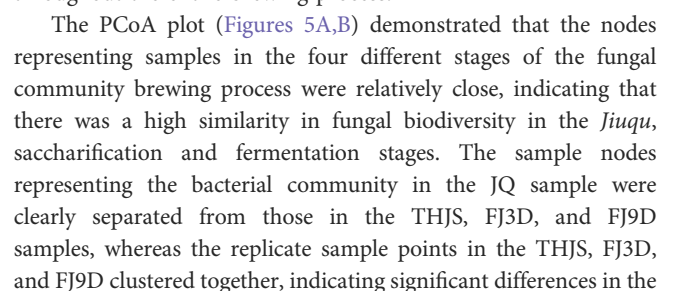 The PCoA plot (Figures 5A,B) demonstrated that the nodes
representing samples in the four different stages of the fungal
community brewing process were relatively close, indicating that
there was a high similarity in fungal biodiversity in the Jiuqu,
saccharification and fermentation stages. The sample nodes
representing the bacterial community in the JQ sample were
clearly separated from those in the THJS, FJ3D, and FJ9D
samples, whereas the replicate sample points in the THJS, FJ3D,
and FJ9D clustered together, indicating significant differences in the